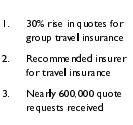 1. 30% rise in quotes for
group travel insurance
2. Recommended insurer
for travel insurance
3. Nearly 600,000 quote
requests received